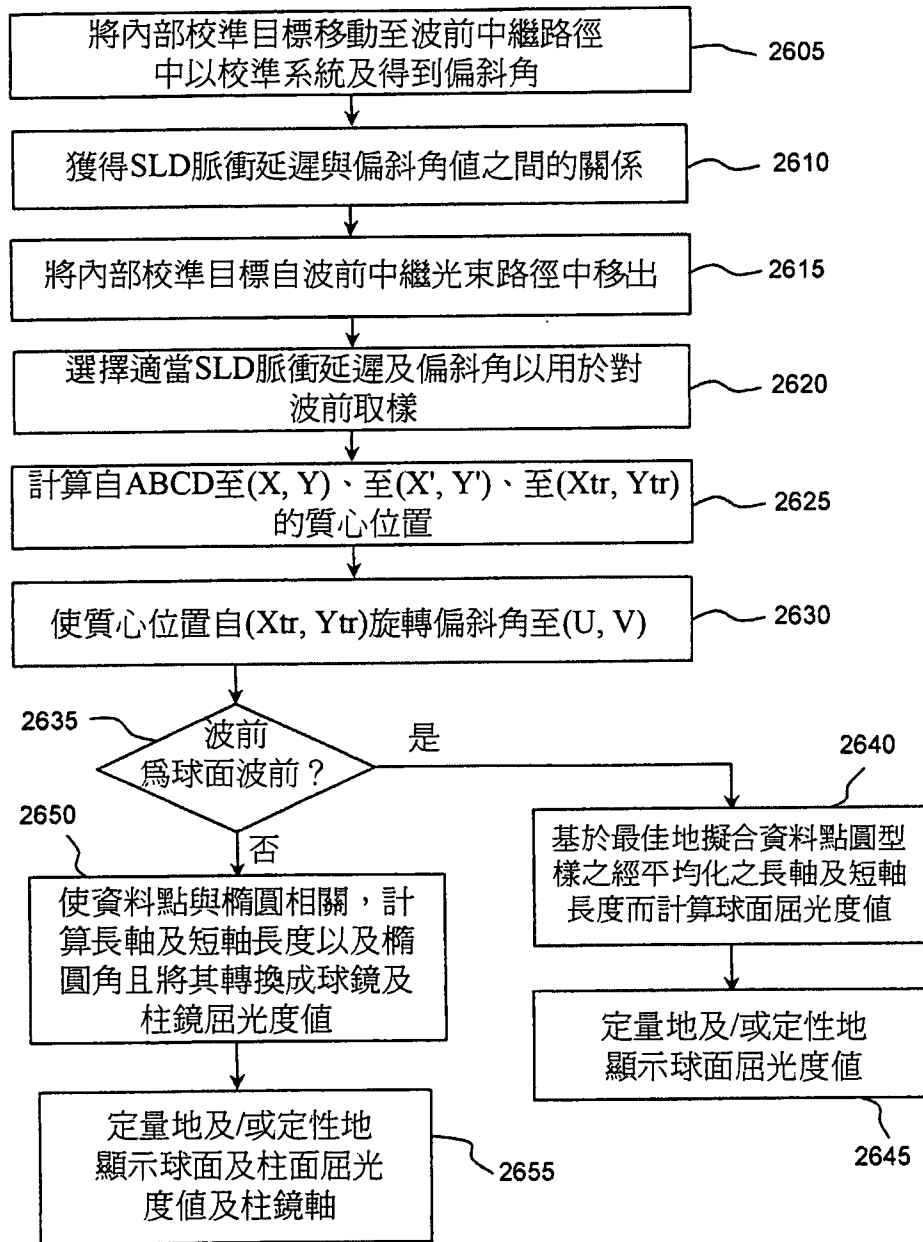 將內部校準目標移動至波前中繼路徑
中以校準系統及得到偏斜角
2605
獲得SLD脈衝延遲與偏斜角值之間的關係
2610
將內部校準目標自波前中繼光束路徑中移出
2615
選擇適當SLD脈衝延遲及偏斜角以用於對
波前取樣
2620
計算自ABCD至(X, Y)、至(X', Y')、至(Xtr, Ytr)
的質心位置
2625
使質心位置自(Xtr, Ytr)旋轉偏斜角至(U, V)
2630
2635
波前
爲球面波前？
是
否
2640
基於最佳地擬合資料點圓型
樣之經平均化之長軸及短軸
長度而計算球面屈光度值
2650
使資料點與橢圓相關，計
算長軸及短軸長度以及橢
圓角且將其轉換成球鏡及
柱鏡屈光度值
定量地及/或定性地
顯示球面屈光度值
2645
定量地及/或定性地
顯示球面及柱面屈光
度值及柱鏡軸
2655